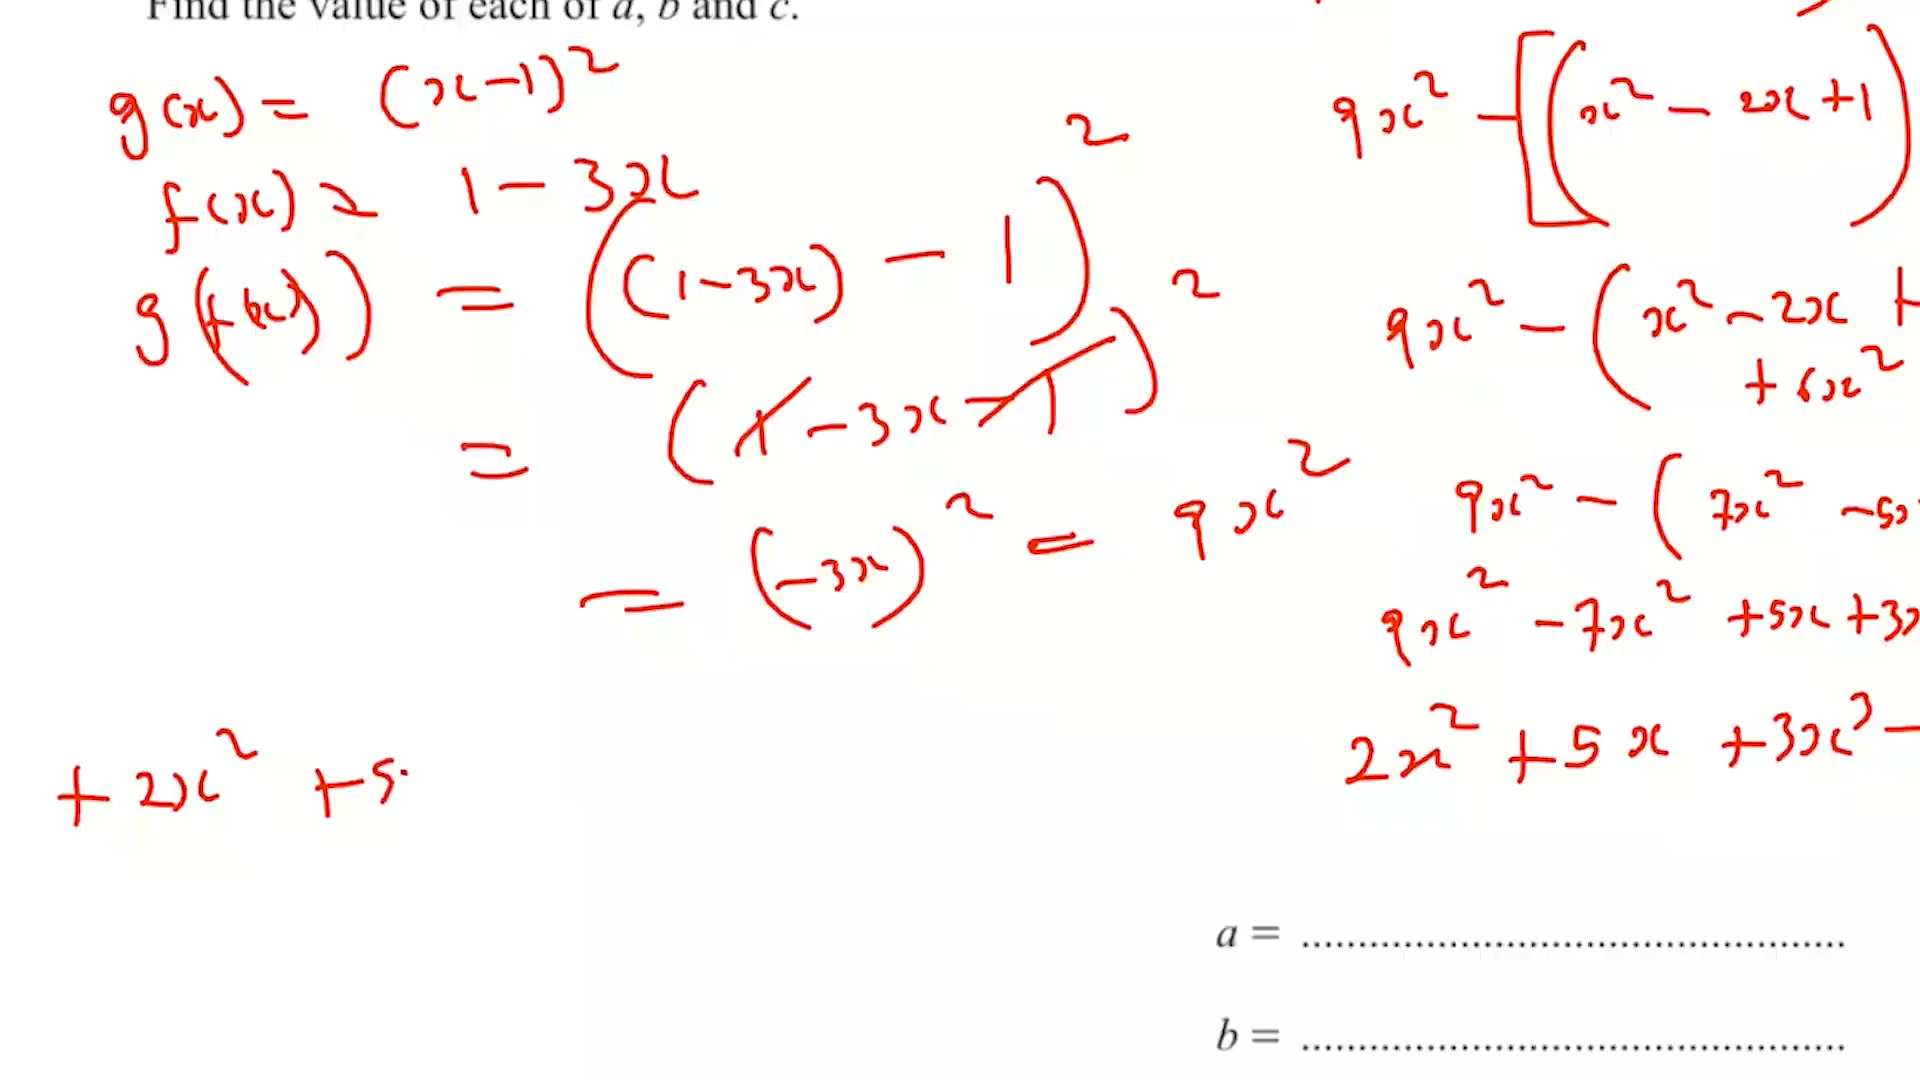 Find the value of each of a, b and c.
g(x) = (x-1)²
f(x) = 1 - 3x
g(f(x)) = ((1-3x) - 1)²
= (1 - 3x - 1)²
= (-3x)² = 9x²
+ 2x² + 5
9x² - [(x² - 2x + 1)
9x² - (x² - 2x +
+ 6x²
9x² - (7x² - 5x
9x² - 7x² + 5x + 3x
2x² + 5x + 3x³ -
a = ................................................
b = ................................................